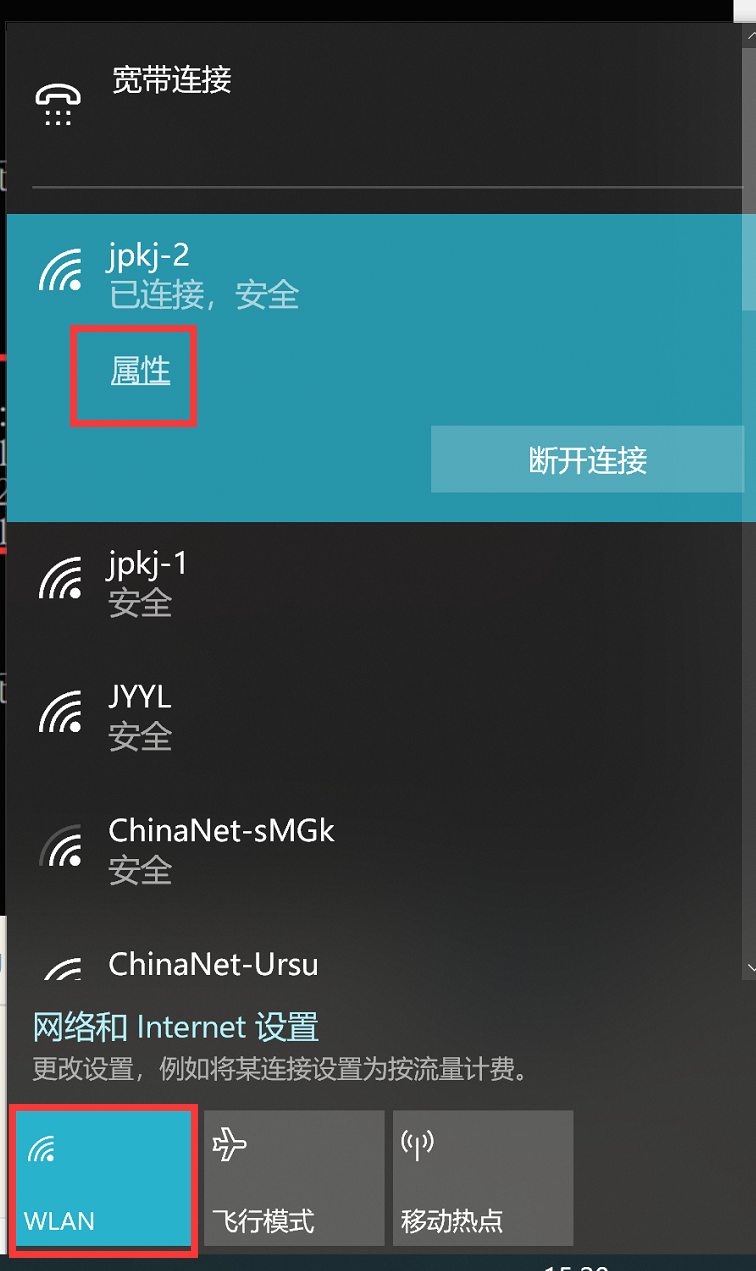 宽带连接
jpkj-2
已连接，安全
属性
断开连接
jpkj-1
安全
JYYL
安全
ChinaNet-sMGk
安全
ChinaNet-Ursu
网络和 Internet 设置
更改设置，例如将某连接设置为按流量计费。
WLAN
飞行模式
移动热点